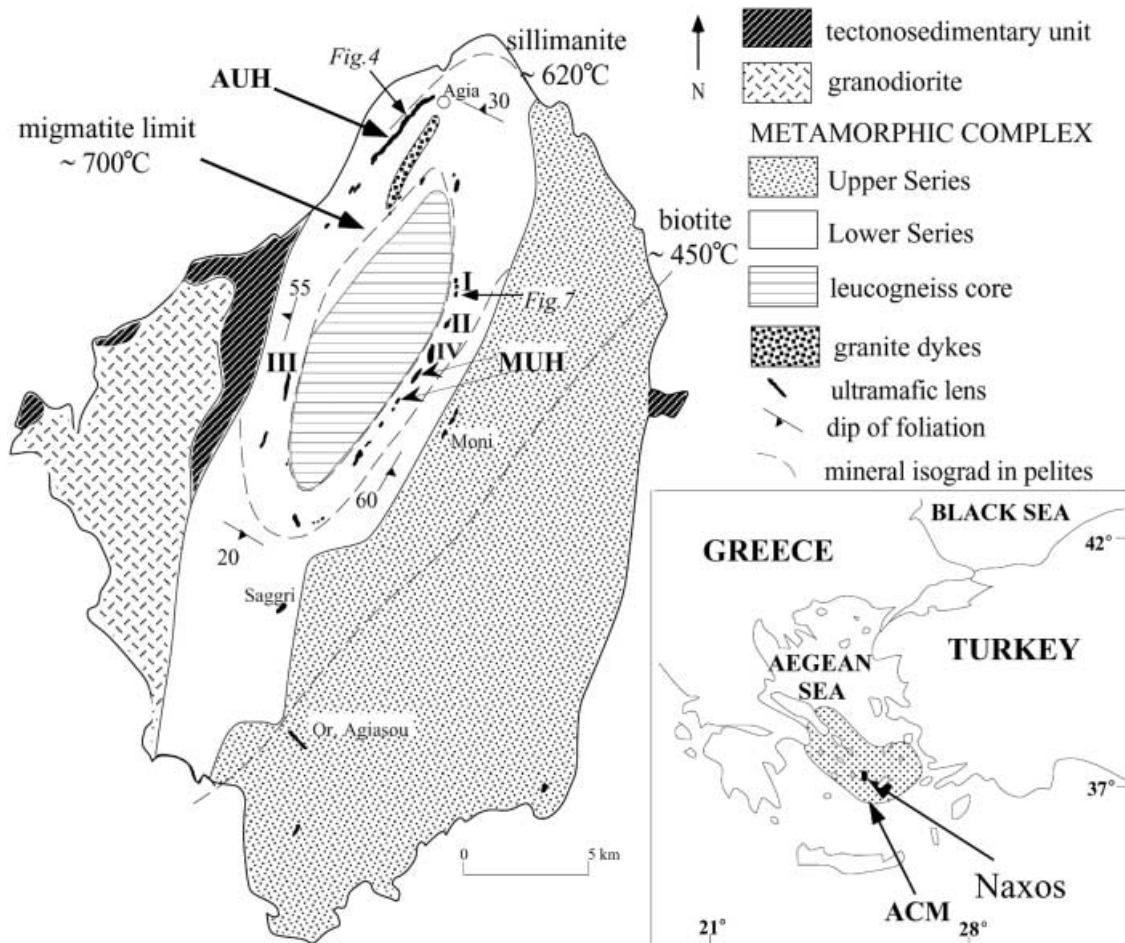 sillimanite
~ 620℃
Fig.4
AUH
Agia
30
migmatite limit
~ 700℃
biotite
~ 450℃
55
I
Fig.7
II
III
IV
MUH
Moni
60
20
Saggri
Or, Agiasou
0
5 km
N
tectonosedimentary unit
granodiorite
METAMORPHIC COMPLEX
Upper Series
Lower Series
leucogneiss core
granite dykes
ultramafic lens
dip of foliation
mineral isograd in pelites
BLACK SEA
42°
GREECE
TURKEY
AEGEAN
SEA
37°
Naxos
ACM
21°
28°